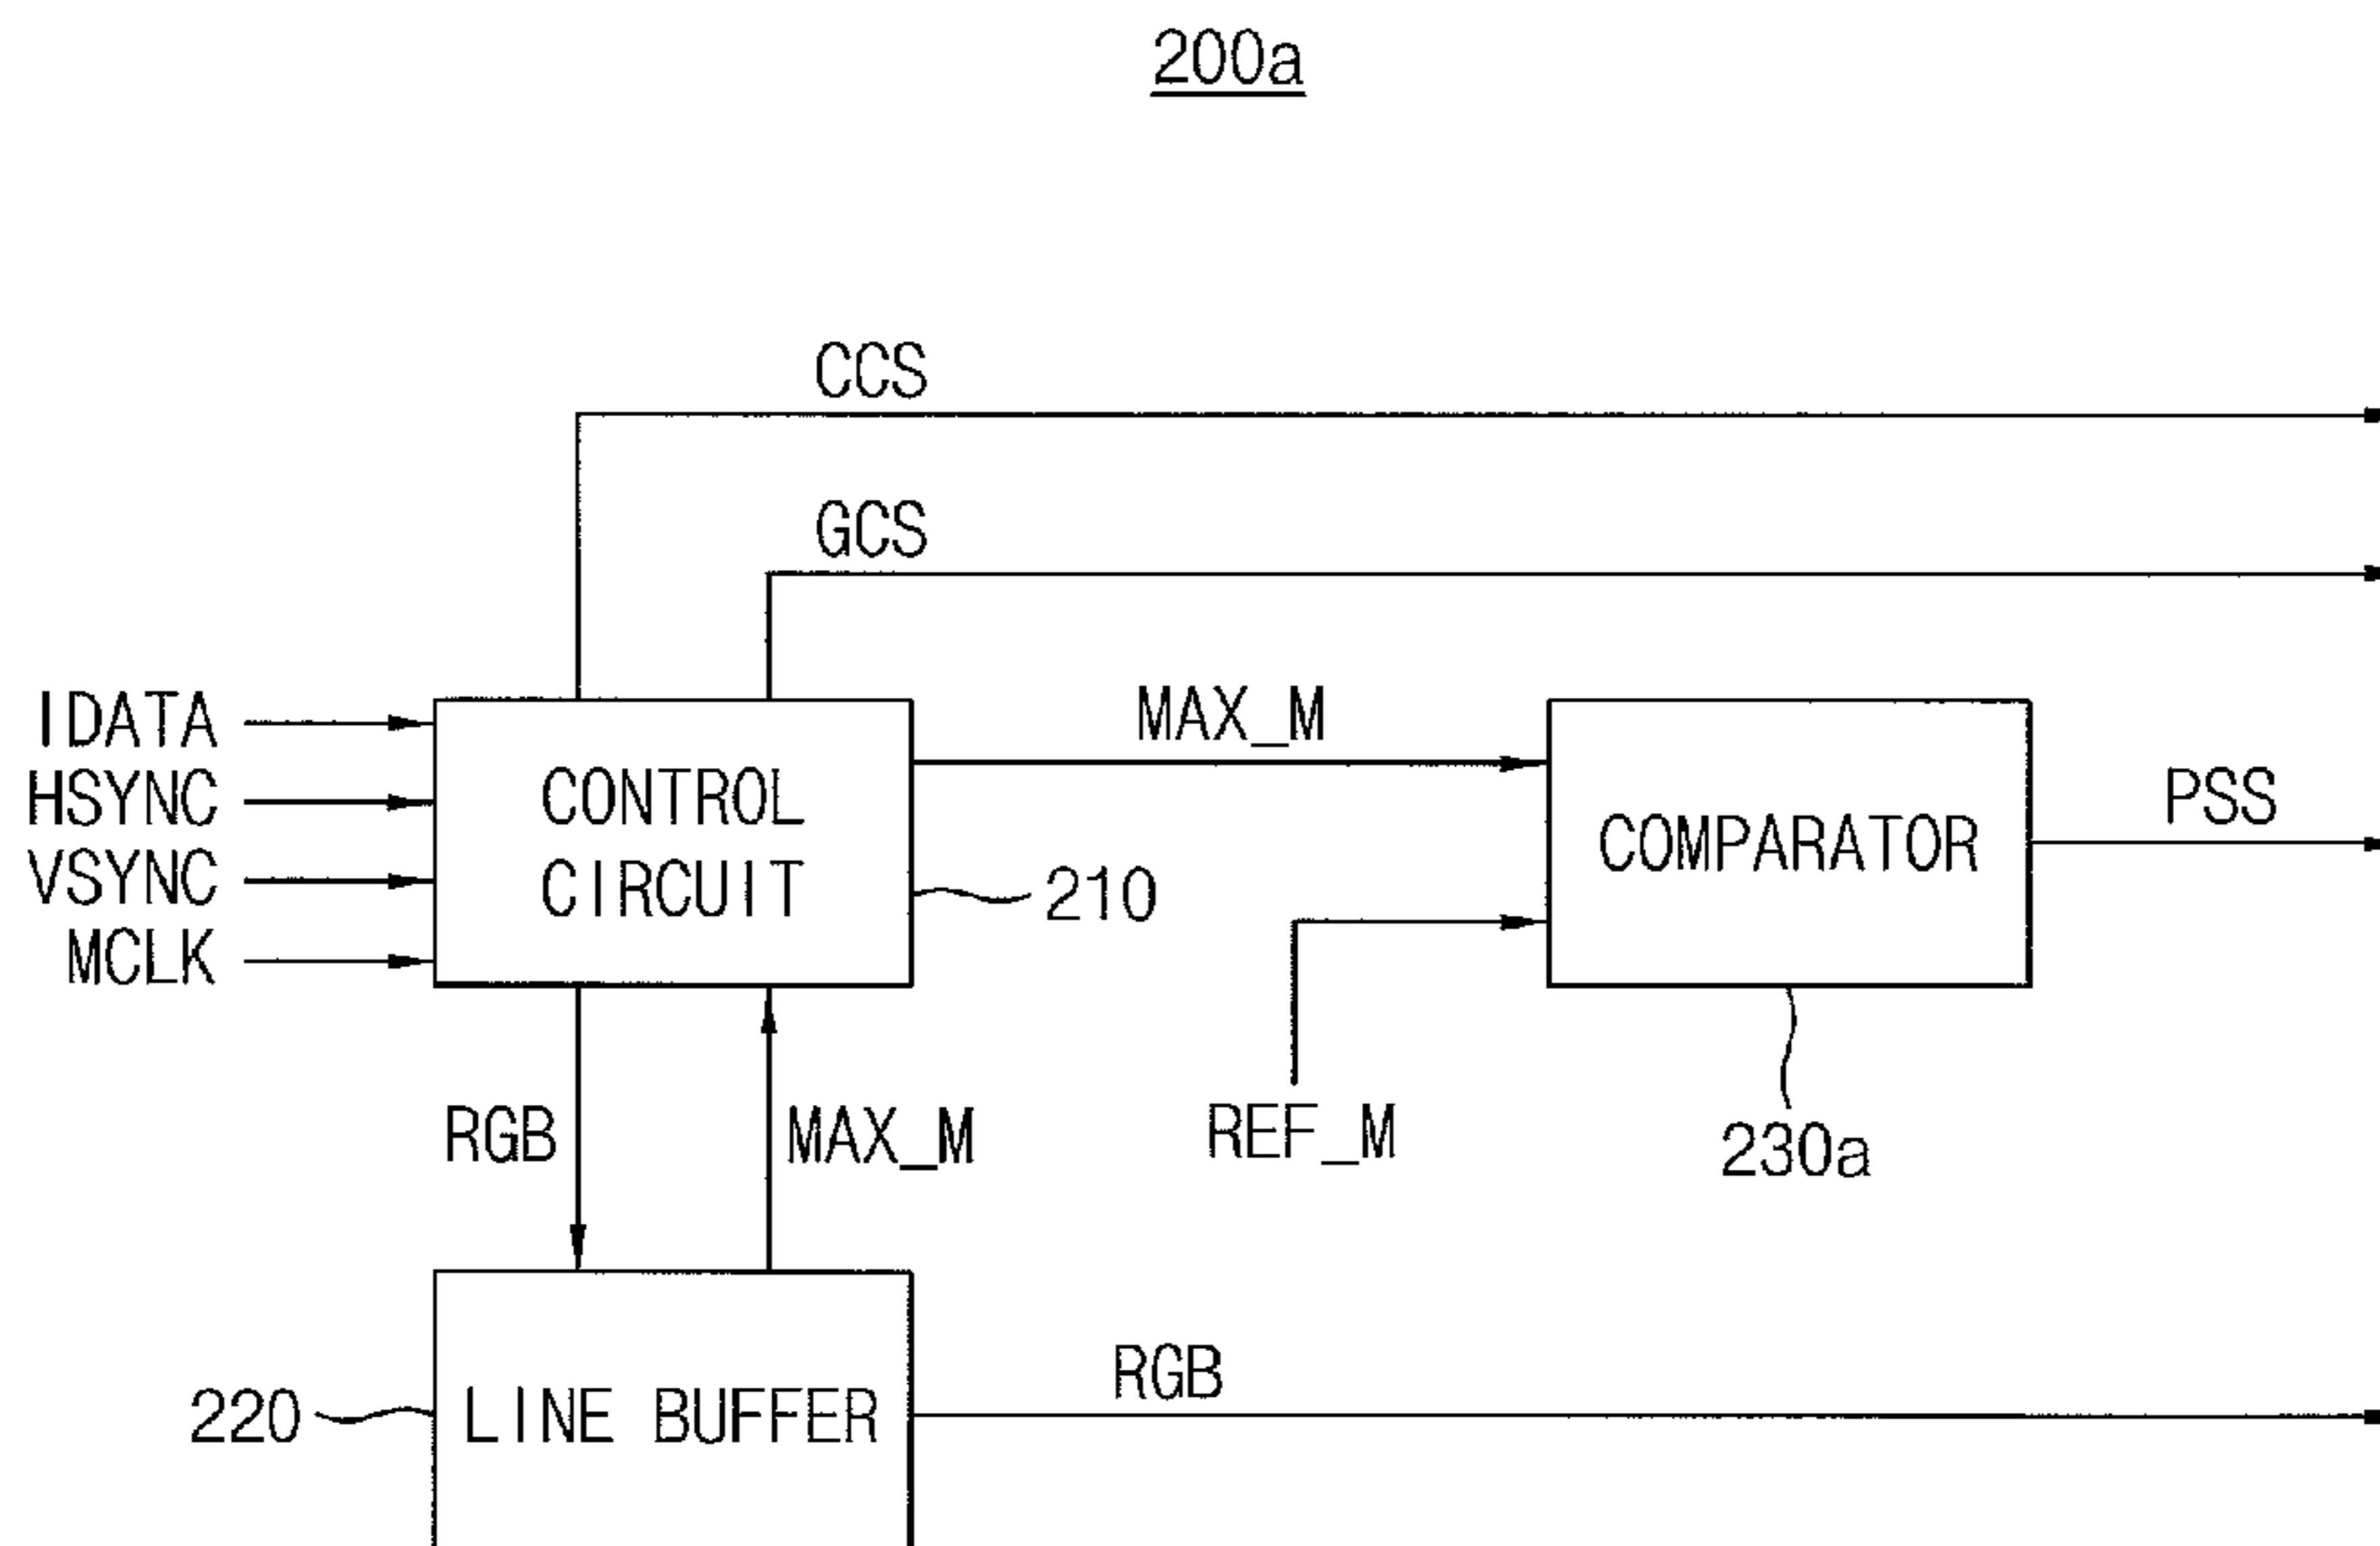 200a
CCS
GCS
IDATA
HSYNC
VSYNC
MCLK
CONTROL
CIRCUIT
210
MAX_M
COMPARATOR
PSS
REF_M
230a
RGB
MAX_M
220
LINE BUFFER
RGB